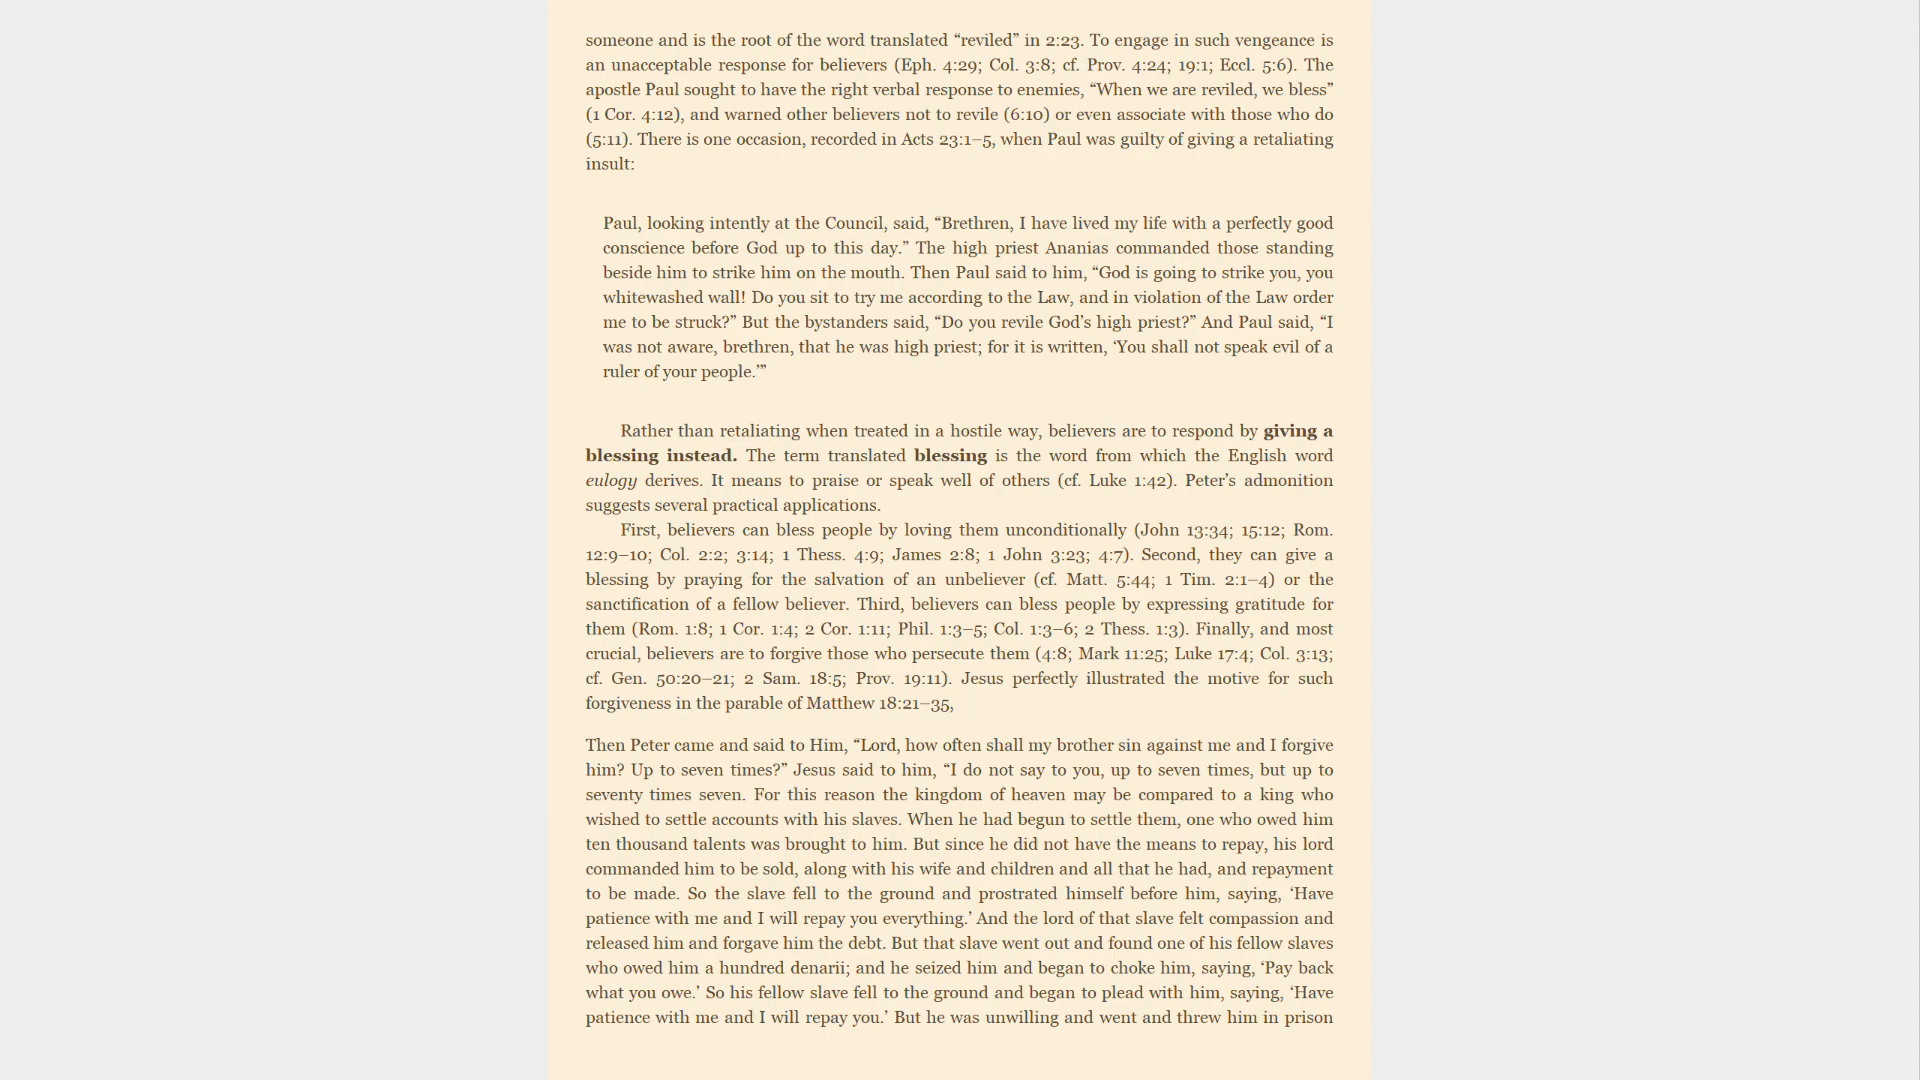 someone and is the root of the word translated “reviled” in 2:23. To engage in such vengeance is
an unacceptable response for believers (Eph. 4:29; Col. 3:8; cf. Prov. 4:24; 19:1; Eccl. 5:6). The
apostle Paul sought to have the right verbal response to enemies, “When we are reviled, we bless”
(1 Cor. 4:12), and warned other believers not to revile (6:10) or even associate with those who do
(5:11). There is one occasion, recorded in Acts 23:1–5, when Paul was guilty of giving a retaliating
insult:
Paul, looking intently at the Council, said, “Brethren, I have lived my life with a perfectly good
conscience before God up to this day.” The high priest Ananias commanded those standing
beside him to strike him on the mouth. Then Paul said to him, “God is going to strike you, you
whitewashed wall! Do you sit to try me according to the Law, and in violation of the Law order
me to be struck?” But the bystanders said, “Do you revile God’s high priest?” And Paul said, “I
was not aware, brethren, that he was high priest; for it is written, ‘You shall not speak evil of a
ruler of your people.’”
Rather than retaliating when treated in a hostile way, believers are to respond by giving a
blessing instead. The term translated blessing is the word from which the English word
eulogy derives. It means to praise or speak well of others (cf. Luke 1:42). Peter’s admonition
suggests several practical applications.
First, believers can bless people by loving them unconditionally (John 13:34; 15:12; Rom.
12:9–10; Col. 2:2; 3:14; 1 Thess. 4:9; James 2:8; 1 John 3:23; 4:7). Second, they can give a
blessing by praying for the salvation of an unbeliever (cf. Matt. 5:44; 1 Tim. 2:1–4) or the
sanctification of a fellow believer. Third, believers can bless people by expressing gratitude for
them (Rom. 1:8; 1 Cor. 1:4; 2 Cor. 1:11; Phil. 1:3–5; Col. 1:3–6; 2 Thess. 1:3). Finally, and most
crucial, believers are to forgive those who persecute them (4:8; Mark 11:25; Luke 17:4; Col. 3:13;
cf. Gen. 50:20–21; 2 Sam. 18:5; Prov. 19:11). Jesus perfectly illustrated the motive for such
forgiveness in the parable of Matthew 18:21–35,
Then Peter came and said to Him, “Lord, how often shall my brother sin against me and I forgive
him? Up to seven times?” Jesus said to him, “I do not say to you, up to seven times, but up to
seventy times seven. For this reason the kingdom of heaven may be compared to a king who
wished to settle accounts with his slaves. When he had begun to settle them, one who owed him
ten thousand talents was brought to him. But since he did not have the means to repay, his lord
commanded him to be sold, along with his wife and children and all that he had, and repayment
to be made. So the slave fell to the ground and prostrated himself before him, saying, ‘Have
patience with me and I will repay you everything.’ And the lord of that slave felt compassion and
released him and forgave him the debt. But that slave went out and found one of his fellow slaves
who owed him a hundred denarii; and he seized him and began to choke him, saying, ‘Pay back
what you owe.’ So his fellow slave fell to the ground and began to plead with him, saying, ‘Have
patience with me and I will repay you.’ But he was unwilling and went and threw him in prison